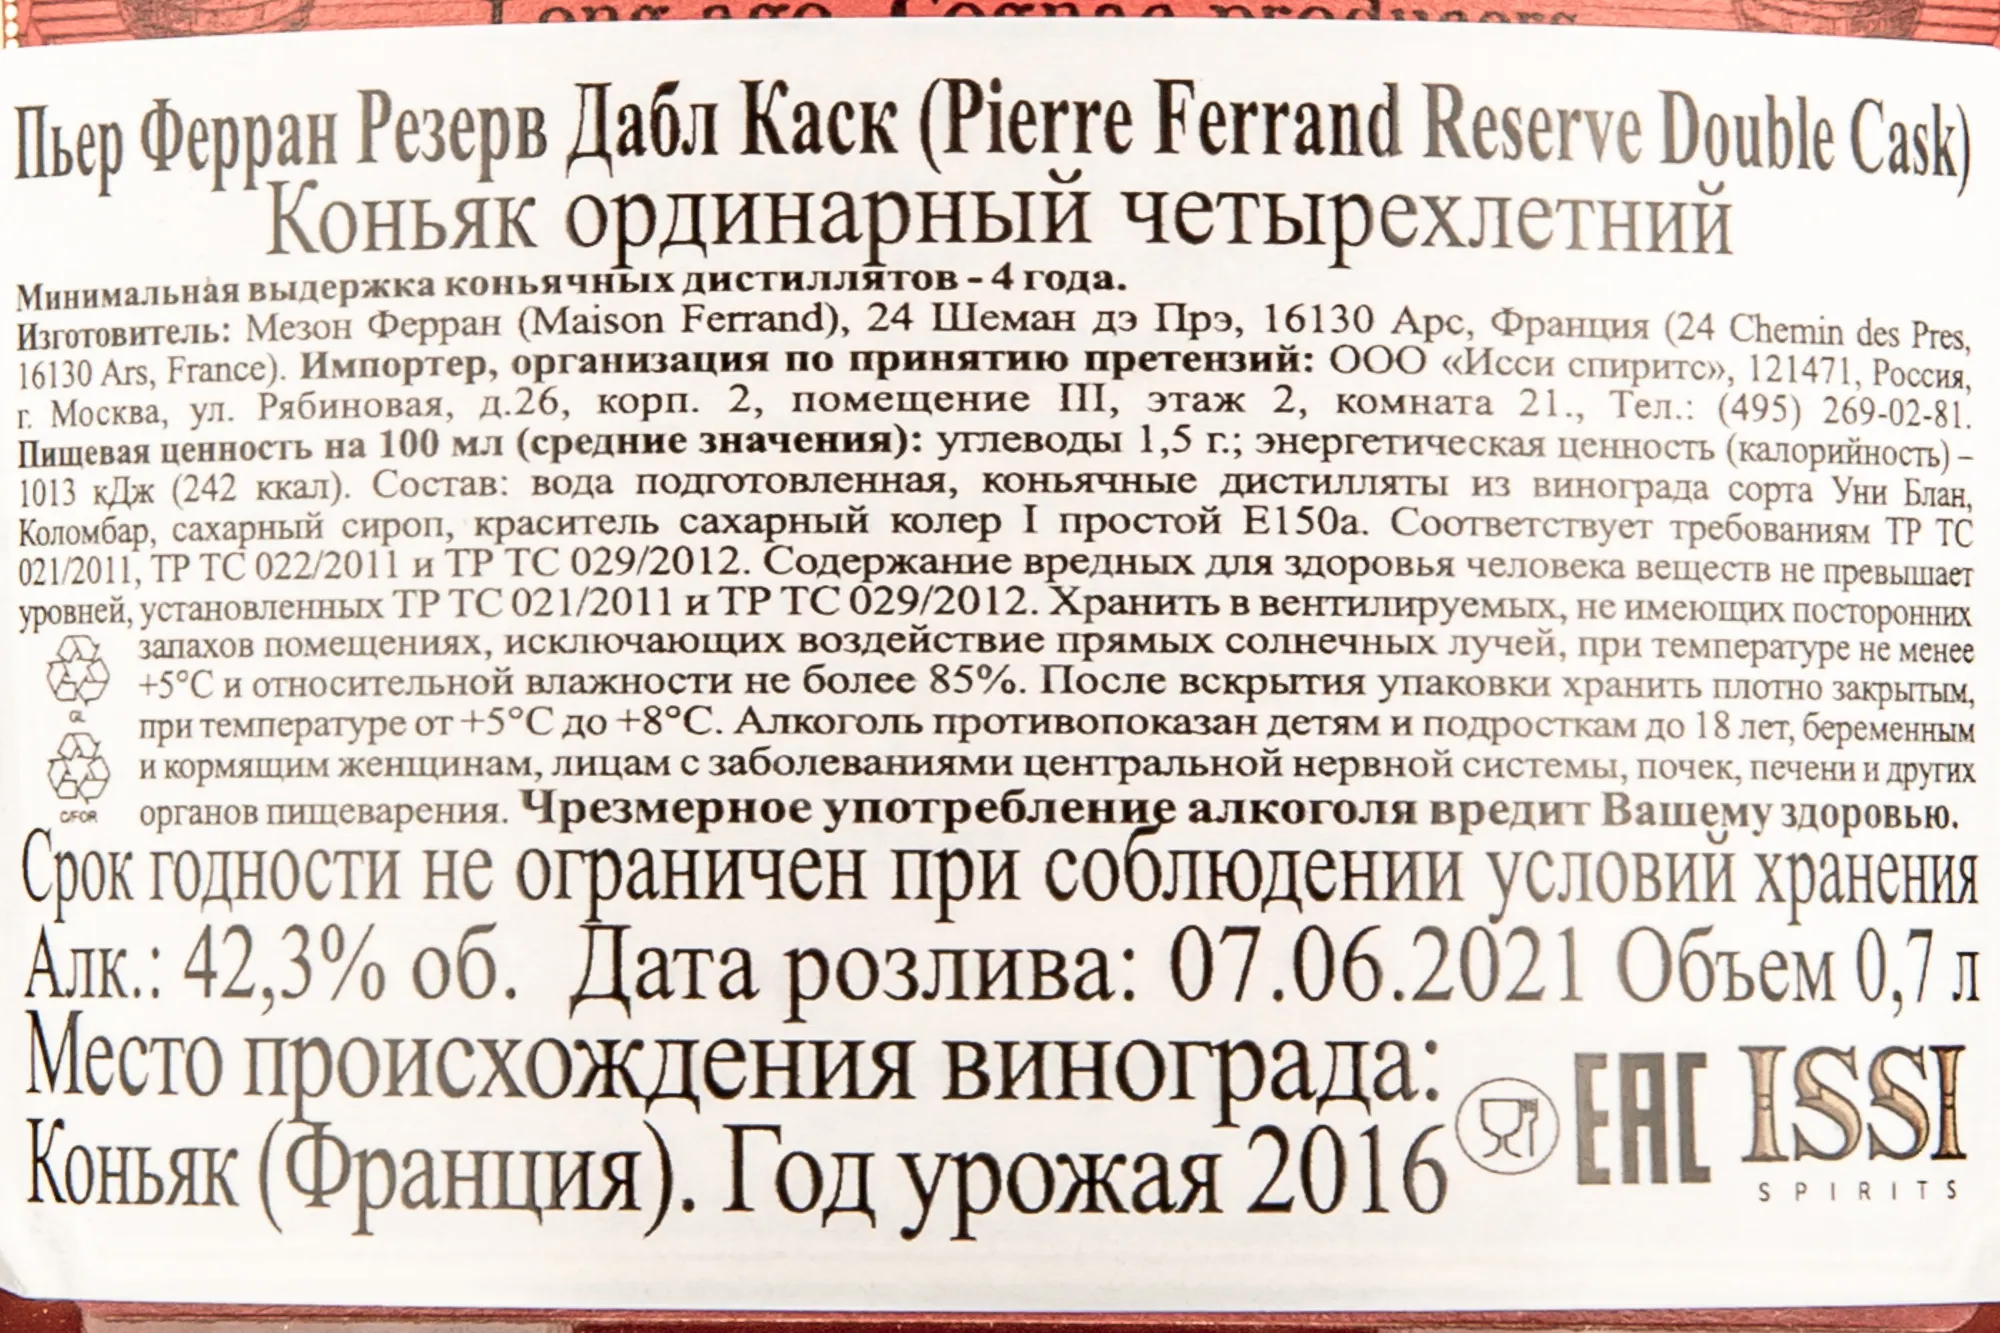 Long ago, Cognac producers
Пьер Ферран Резерв Дабл Каск (Pierre Ferrand Reserve Double Cask)
Коньяк ординарный четырехлетний
Минимальная выдержка коньячных дистиллятов - 4 года.
Изготовитель: Мезон Ферран (Maison Ferrand), 24 Шеман дэ Прэ, 16130 Арс, Франция (24 Chemin des Pres,
16130 Ars, France). Импортер, организация по принятию претензий: ООО «Исси спиритс», 121471, Россия,
г. Москва, ул. Рябиновая, д.26, корп. 2, помещение III, этаж 2, комната 21., Тел.: (495) 269-02-81.
Пищевая ценность на 100 мл (средние значения): углеводы 1,5 г.; энергетическая ценность (калорийность) –
1013 кДж (242 ккал). Состав: вода подготовленная, коньячные дистилляты из винограда сорта Уни Блан,
Коломбар, сахарный сироп, краситель сахарный колер I простой Е150а. Соответствует требованиям ТР ТС
021/2011, ТР ТС 022/2011 и ТР ТС 029/2012. Содержание вредных для здоровья человека веществ не превышает
уровней, установленных ТР ТС 021/2011 и ТР ТС 029/2012. Хранить в вентилируемых, не имеющих посторонних
запахов помещениях, исключающих воздействие прямых солнечных лучей, при температуре не менее
+5°С и относительной влажности не более 85%. После вскрытия упаковки хранить плотно закрытым,
GL
при температуре от +5°С до +8°С. Алкоголь противопоказан детям и подросткам до 18 лет, беременным
и кормящим женщинам, лицам с заболеваниями центральной нервной системы, почек, печени и других
C/FOR
органов пищеварения. Чрезмерное употребление алкоголя вредит Вашему здоровью.
Срок годности не ограничен при соблюдении условий хранения
Алк.: 42,3% об. Дата розлива: 07.06.2021 Объем 0,7 л
Место происхождения винограда:
Коньяк (Франция). Год урожая 2016
EAC
ISSI
SPIRITS